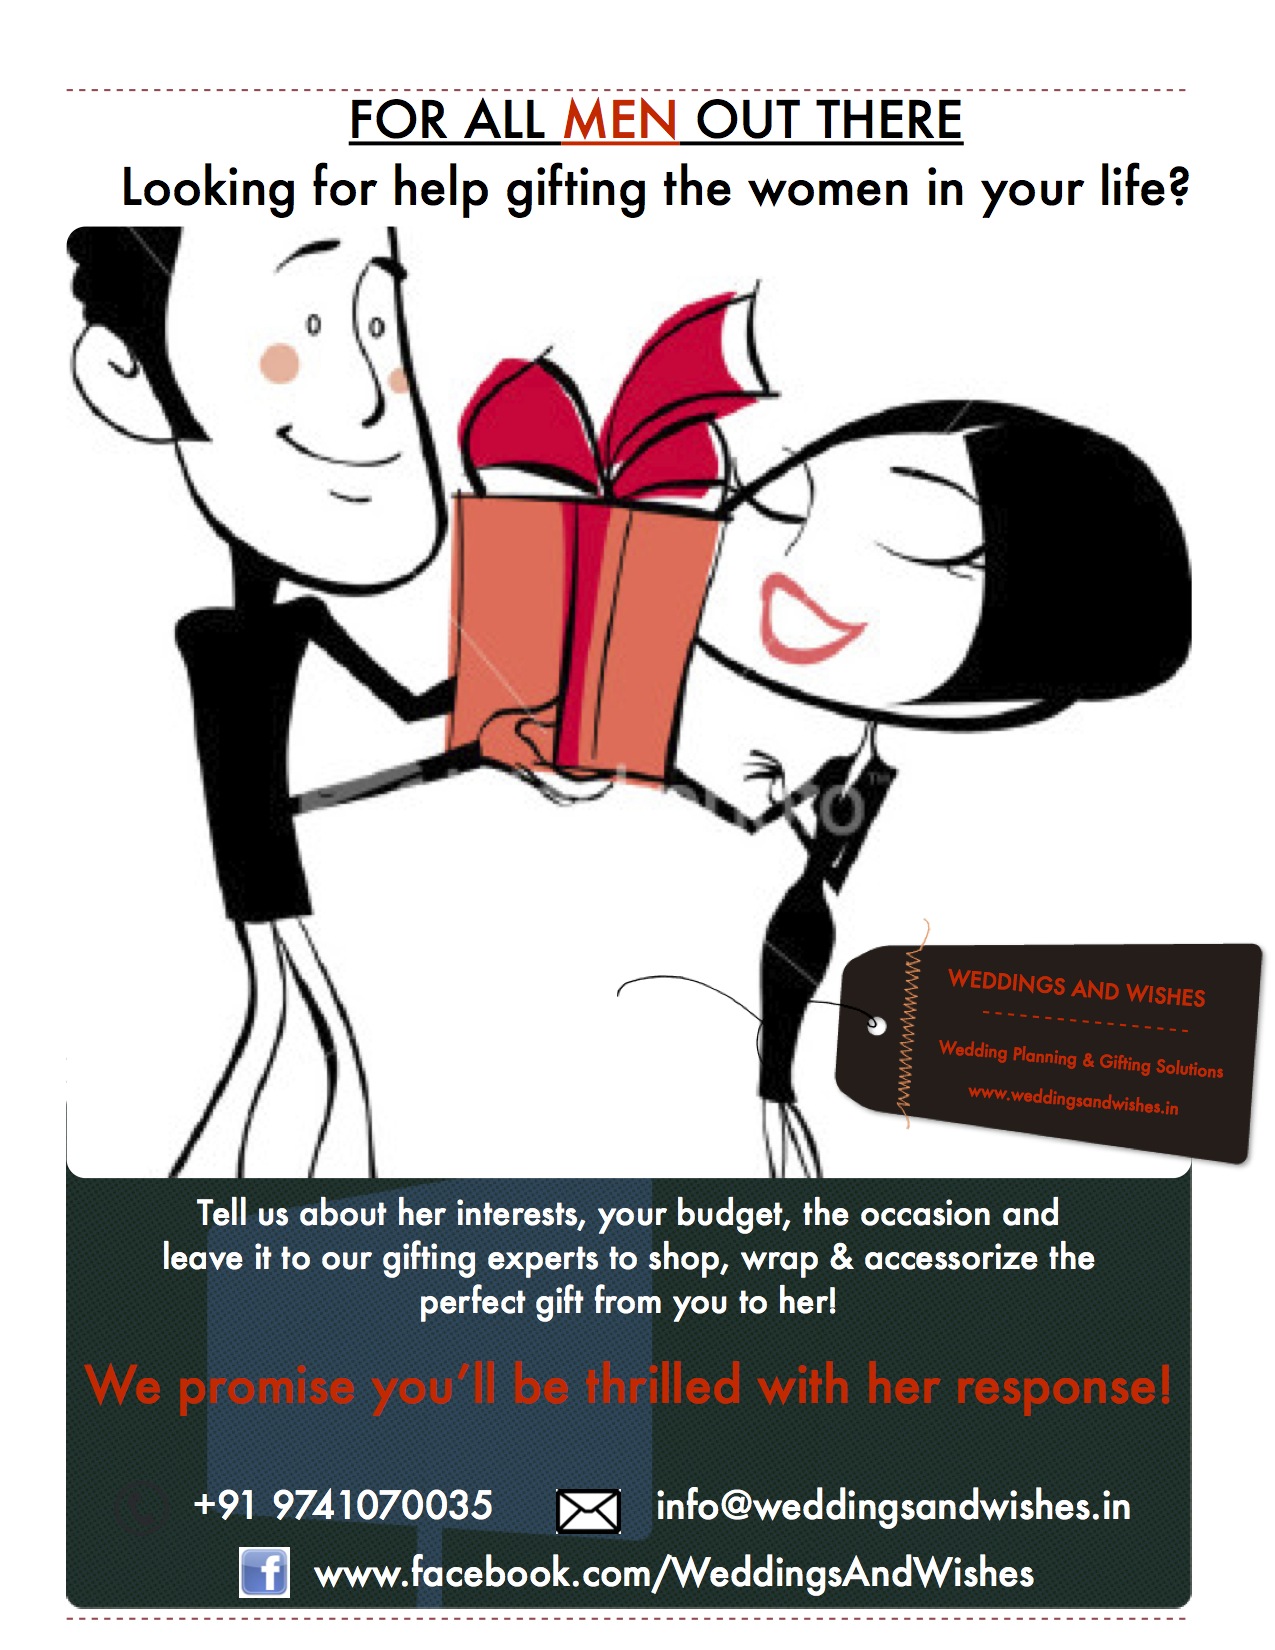 FOR ALL MEN OUT THERE
Looking for help gifting the women in your life?
WEDDINGS AND WISHES
Wedding Planning & Gifting Solutions
www.weddingsandwishes.in
Tell us about her interests, your budget, the occasion and
leave it to our gifting experts to shop, wrap & accessorize the
perfect gift from you to her!
We promise you’ll be thrilled with her response!
+91 9741070035
info@weddingsandwishes.in
f
www.facebook.com/WeddingsAndWishes